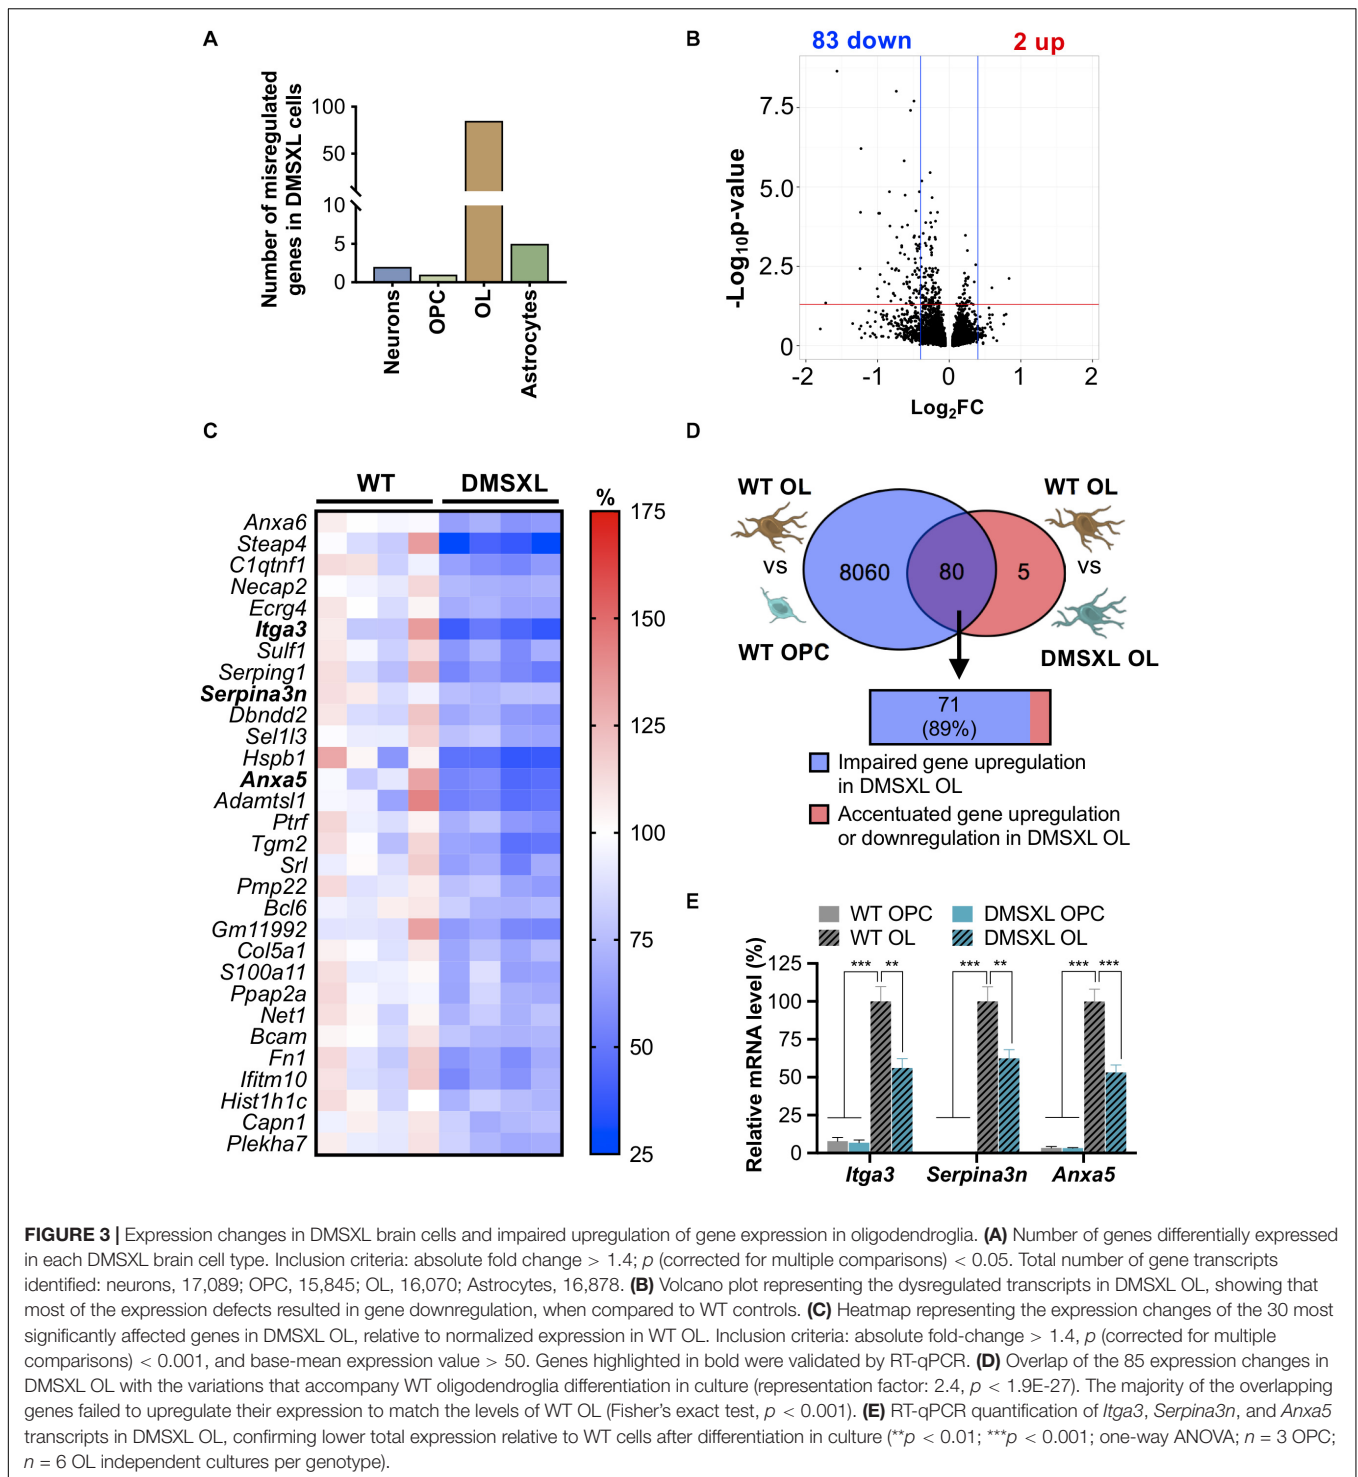 A
Number of misregulated
genes in DMSXL cells
100
50
10
5
0
Neurons
OPC
OL
Astrocytes
B
83 down
2 up
-Log10p-value
7.5
5.0
2.5
0
-2
-1
0
1
2
Log2FC
C
WT
DMSXL
%
Anxa6
Steap4
C1qtnf1
Necap2
Ecrg4
Itga3
Sulf1
Serping1
Serpina3n
Dbndd2
Sel1l3
Hspb1
Anxa5
Adamtsl1
Ptrf
Tgm2
Srl
Pmp22
Bcl6
Gm11992
Col5a1
S100a11
Ppap2a
Net1
Bcam
Fn1
Ifitm10
Hist1h1c
Capn1
Plekha7
175
150
125
100
75
50
25
D
WT OL
vs
WT OPC
8060
80
5
WT OL
vs
DMSXL OL
71
(89%)
Impaired gene upregulation
in DMSXL OL
Accentuated gene upregulation
or downregulation in DMSXL OL
E
WT OPC
DMSXL OPC
WT OL
DMSXL OL
Relative mRNA level (%)
125
100
75
50
25
0
*** **
*** **
*** ***
Itga3
Serpina3n
Anxa5
FIGURE 3 | Expression changes in DMSXL brain cells and impaired upregulation of gene expression in oligodendroglia. (A) Number of genes differentially expressed
in each DMSXL brain cell type. Inclusion criteria: absolute fold change > 1.4; p (corrected for multiple comparisons) < 0.05. Total number of gene transcripts
identified: neurons, 17,089; OPC, 15,845; OL, 16,070; Astrocytes, 16,878. (B) Volcano plot representing the dysregulated transcripts in DMSXL OL, showing that
most of the expression defects resulted in gene downregulation, when compared to WT controls. (C) Heatmap representing the expression changes of the 30 most
significantly affected genes in DMSXL OL, relative to normalized expression in WT OL. Inclusion criteria: absolute fold-change > 1.4, p (corrected for multiple
comparisons) < 0.001, and base-mean expression value > 50. Genes highlighted in bold were validated by RT-qPCR. (D) Overlap of the 85 expression changes in
DMSXL OL with the variations that accompany WT oligodendroglia differentiation in culture (representation factor: 2.4, p < 1.9E-27). The majority of the overlapping
genes failed to upregulate their expression to match the levels of WT OL (Fisher's exact test, p < 0.001). (E) RT-qPCR quantification of Itga3, Serpina3n, and Anxa5
transcripts in DMSXL OL, confirming lower total expression relative to WT cells after differentiation in culture (**p < 0.01; ***p < 0.001; one-way ANOVA; n = 3 OPC;
n = 6 OL independent cultures per genotype).